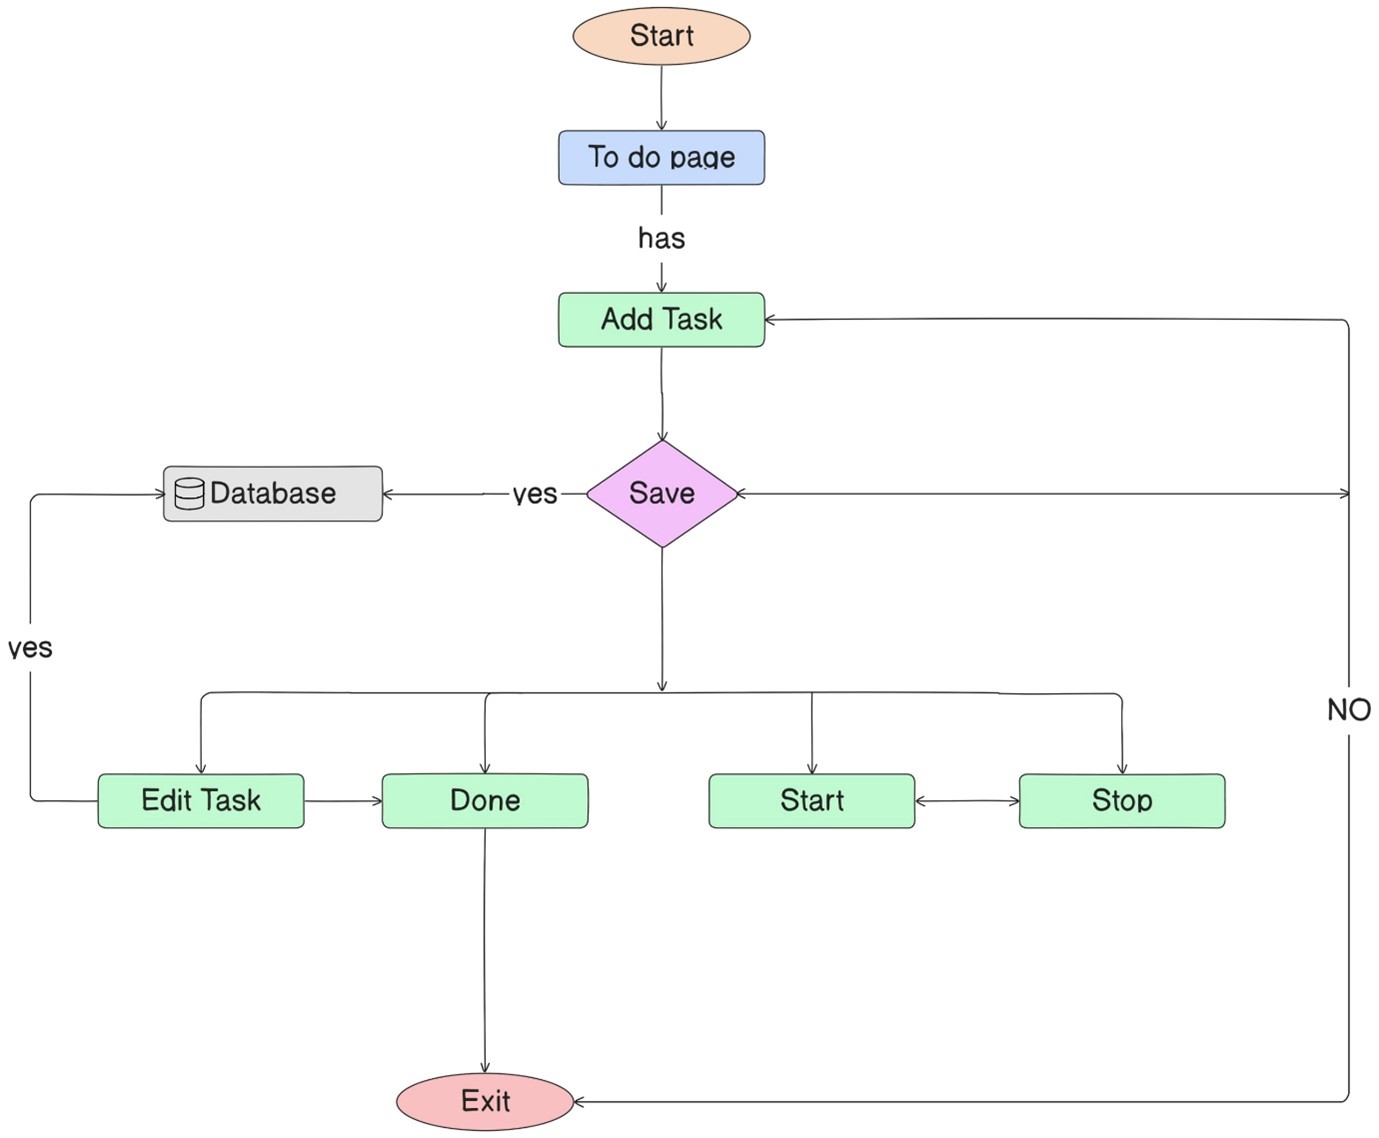 Start
To do page
has
Add Task
Database
yes
Save
yes
NO
Edit Task
Done
Start
Stop
Exit